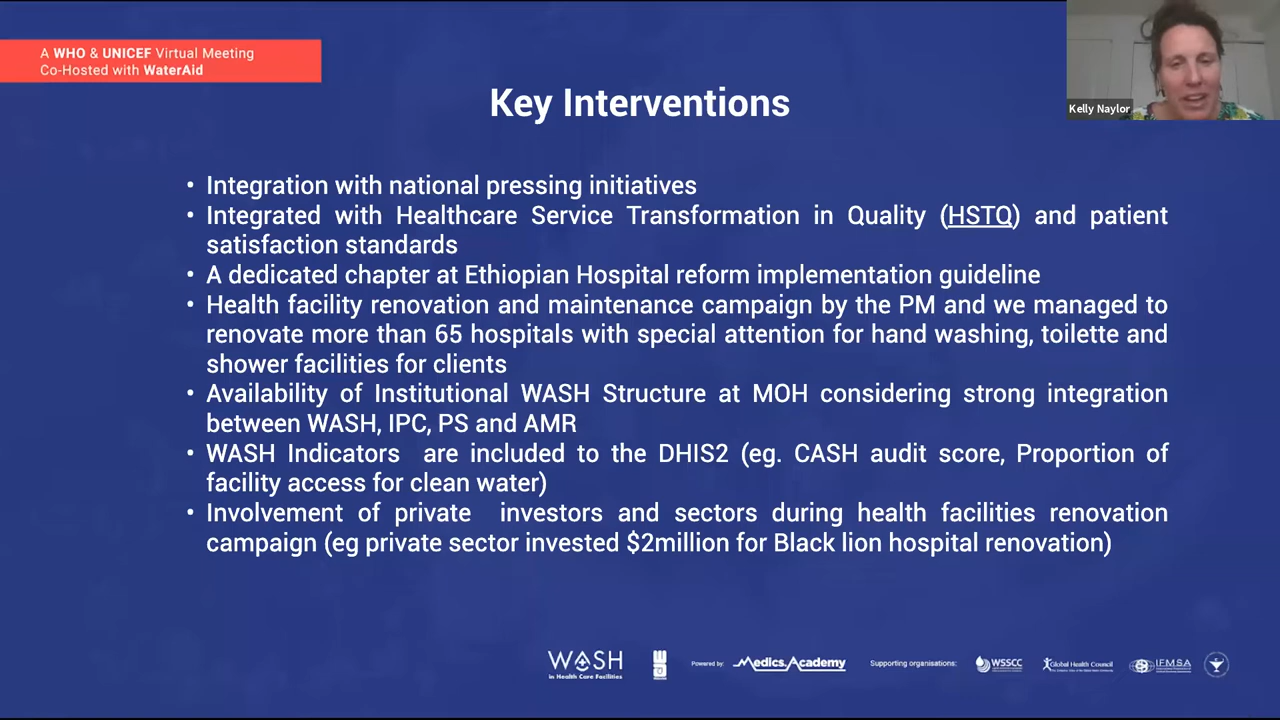 A WHO & UNICEF Virtual Meeting
Co-Hosted with WaterAid
Kelly Naylor
Key Interventions
• Integration with national pressing initiatives
• Integrated with Healthcare Service Transformation in Quality (HSTQ) and patient
satisfaction standards
• A dedicated chapter at Ethiopian Hospital reform implementation guideline
• Health facility renovation and maintenance campaign by the PM and we managed to
renovate more than 65 hospitals with special attention for hand washing, toilette and
shower facilities for clients
• Availability of Institutional WASH Structure at MOH considering strong integration
between WASH, IPC, PS and AMR
• WASH Indicators are included to the DHIS2 (eg. CASH audit score, Proportion of
facility access for clean water)
• Involvement of private investors and sectors during health facilities renovation
campaign (eg private sector invested $2million for Black lion hospital renovation)
WASH
in Health Care Facilities
Powered by:
Medics.Academy
Supporting organisations:
WSSCC
Global Health Council
IFMSA